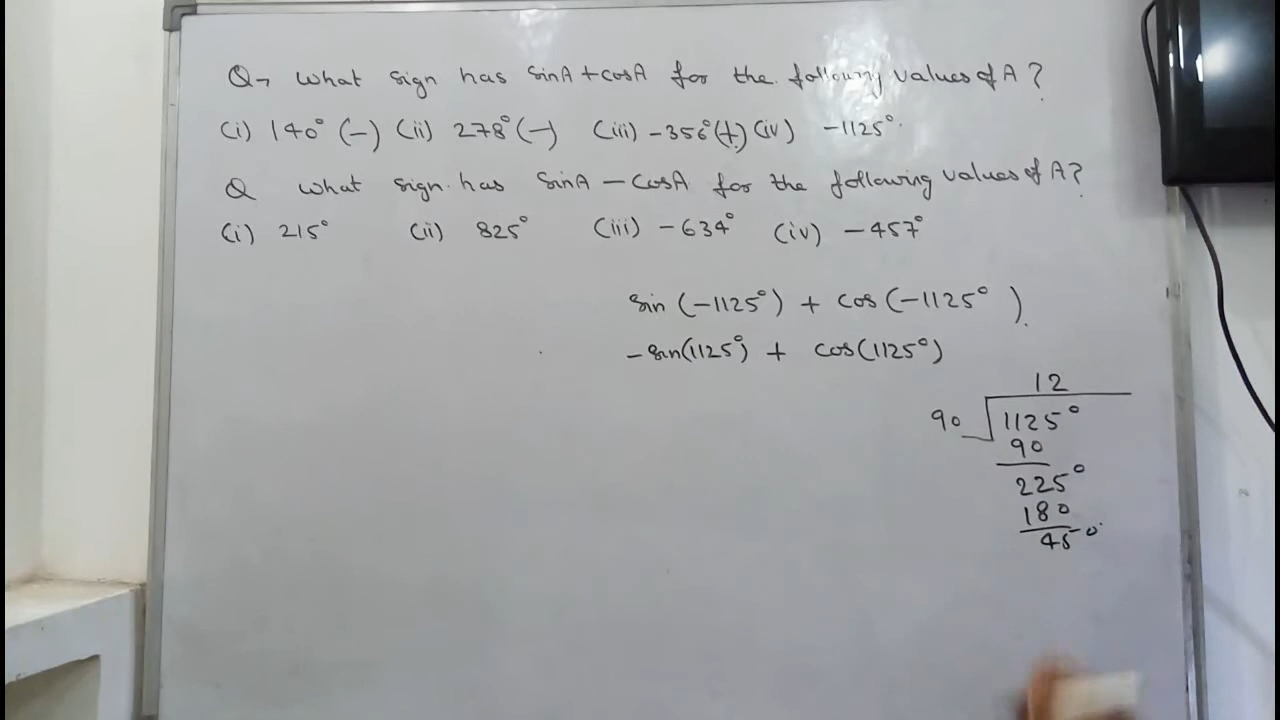 Q→ What sign has sinA+cosA for the following values of A?
(i) 140° (-) (ii) 278° (-) (iii) -356° (+) (iv) -1125°
Q What sign has sinA - cosA for the following values of A?
(i) 215° (ii) 825° (iii) -634° (iv) -457°
sin (-1125°) + cos (-1125°)
-sin(1125°) + cos(1125°)
12
90 1125°
90
225°
180
45°